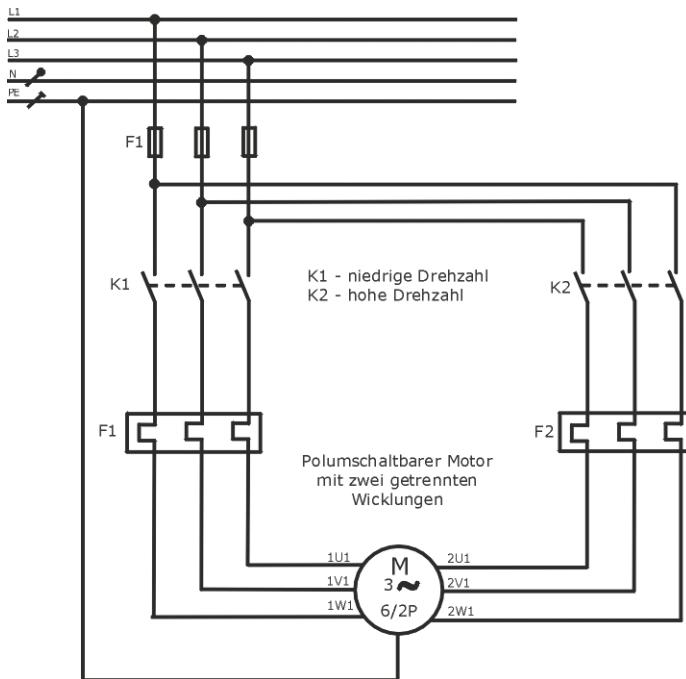 L1
L2
L3
N
PE
F1
K1
K1 - niedrige Drehzahl
K2 - hohe Drehzahl
K2
F1
F2
Polumschaltbarer Motor
mit zwei getrennten
Wicklungen
1U1
2U1
M
1V1
3
2V1
1W1
6/2P
2W1